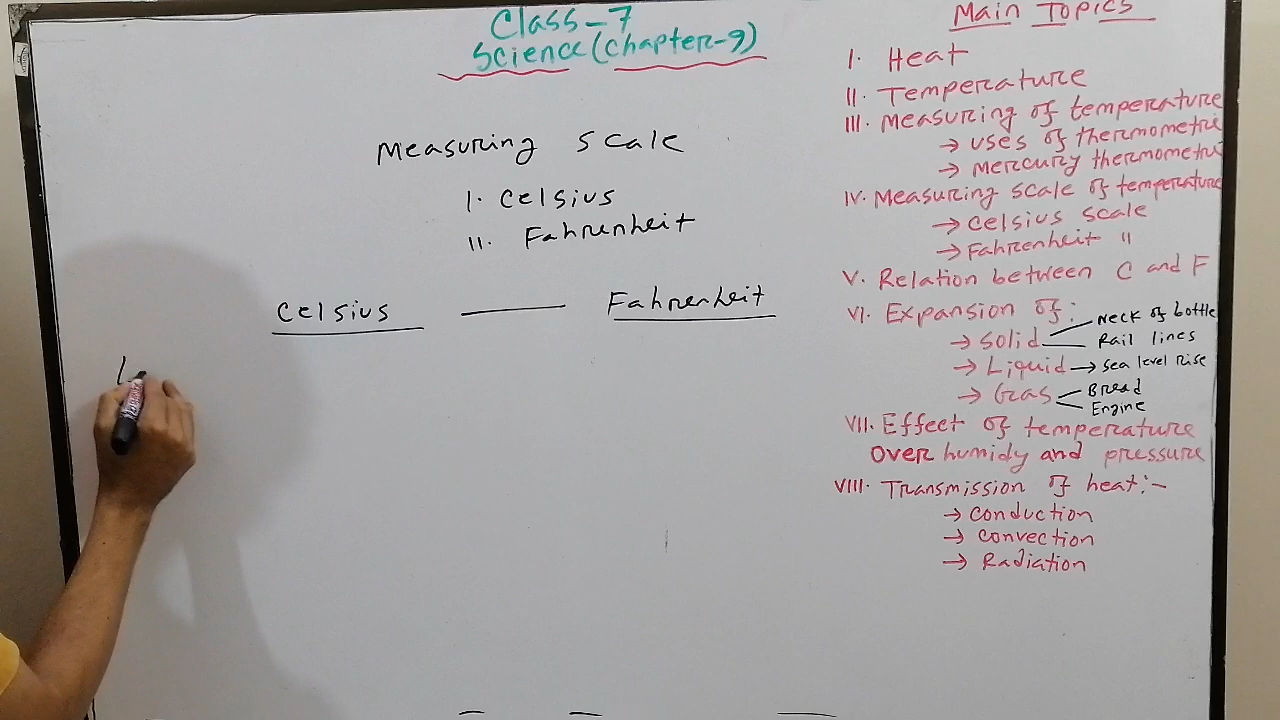 Class-7
Science (Chapter-9)
Measuring Scale
I. Celsius
II. Fahrenheit
Celsius — Fahrenheit
L
Main Topics
I. Heat
II. Temperature
III. Measuring of temperature
→ uses of thermometre
→ Mercury thermometre
IV. Measuring scale of temperature
→ Celsius scale
→ Fahrenheit "
V. Relation between C and F
VI. Expansion of:
→ Solid
Neck of bottle
Rail lines
→ Liquid → Sea level rise
→ Gas
Bread
Engine
VII. Effect of temperature
Over humidy and pressure
VIII. Transmission of heat:-
→ Conduction
→ Convection
→ Radiation